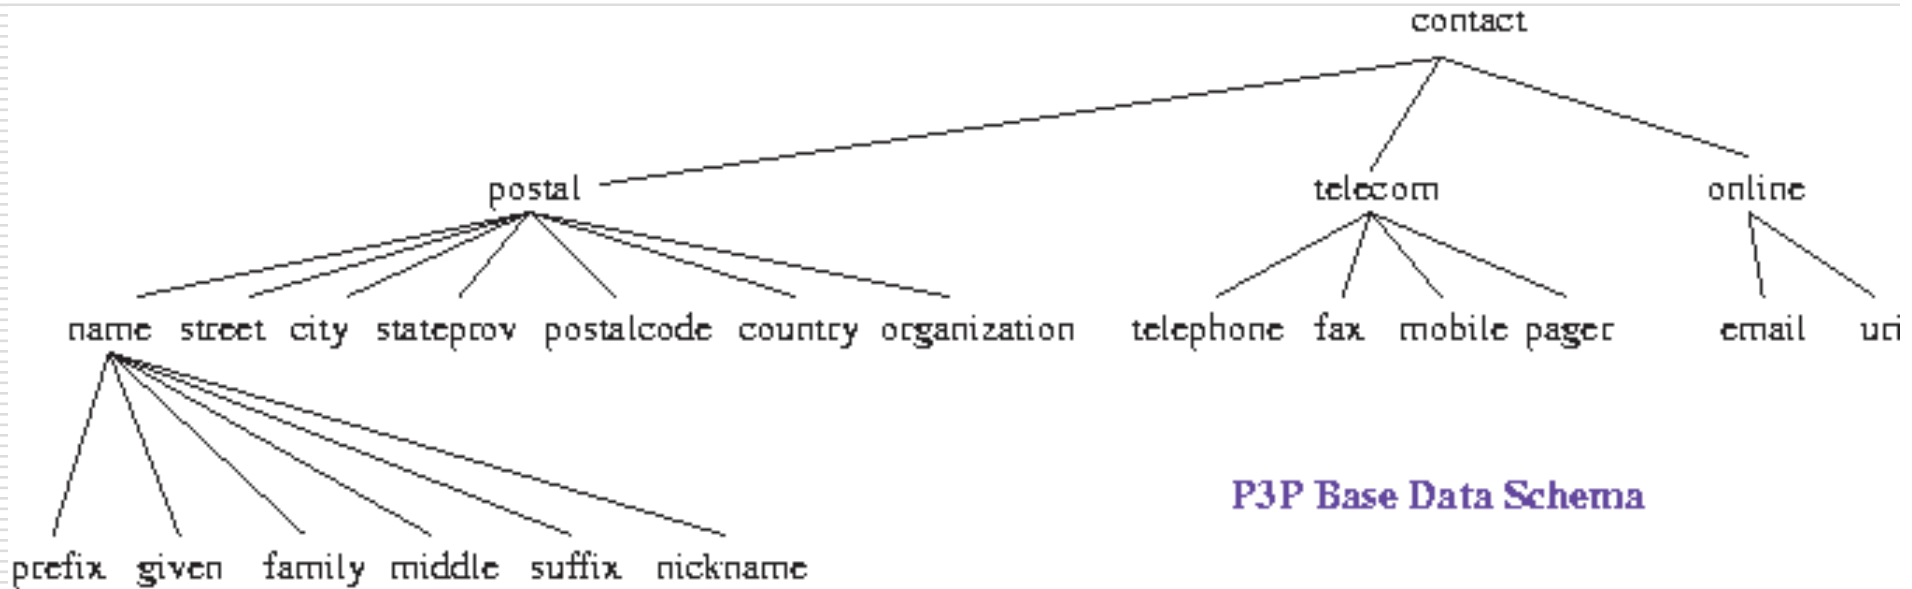 contact
postal telecom online
name street city stateprov postalcode country organization telephone fax mobile pager email uri
P3P Base Data Schema
prefix given family middle suffix nickname